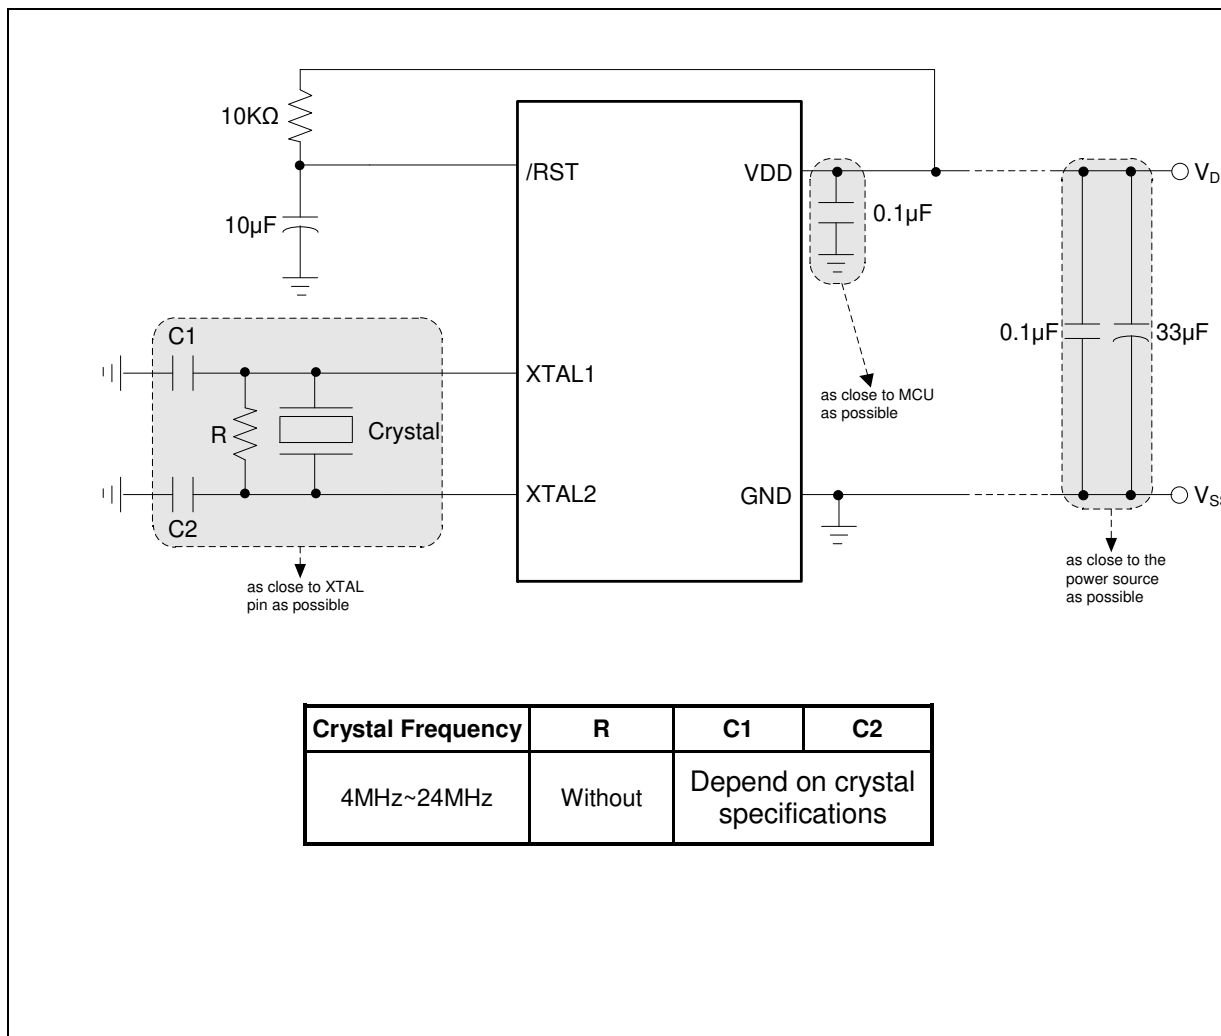 10KΩ
/RST
VDD
V_D
10µF
0.1µF
C1
0.1µF
33µF
XTAL1
as close to MCU
as possible
R
Crystal
XTAL2
GND
V_S
C2
as close to XTAL
pin as possible
as close to the
power source
as possible
Crystal Frequency R C1 C2
4MHz~24MHz Without Depend on crystal
specifications